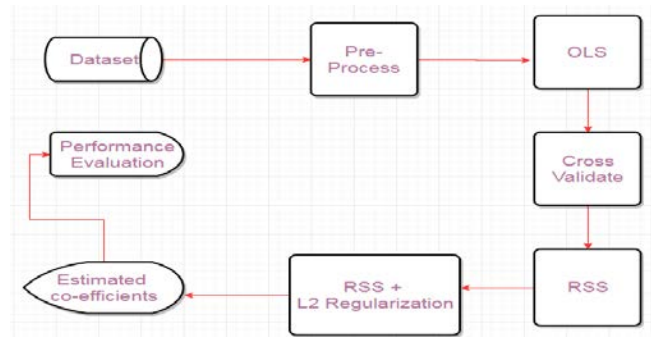 Dataset
Pre-
Process
OLS
Performance
Evaluation
Cross
Validate
Estimated
co-efficients
RSS +
L2 Regularization
RSS